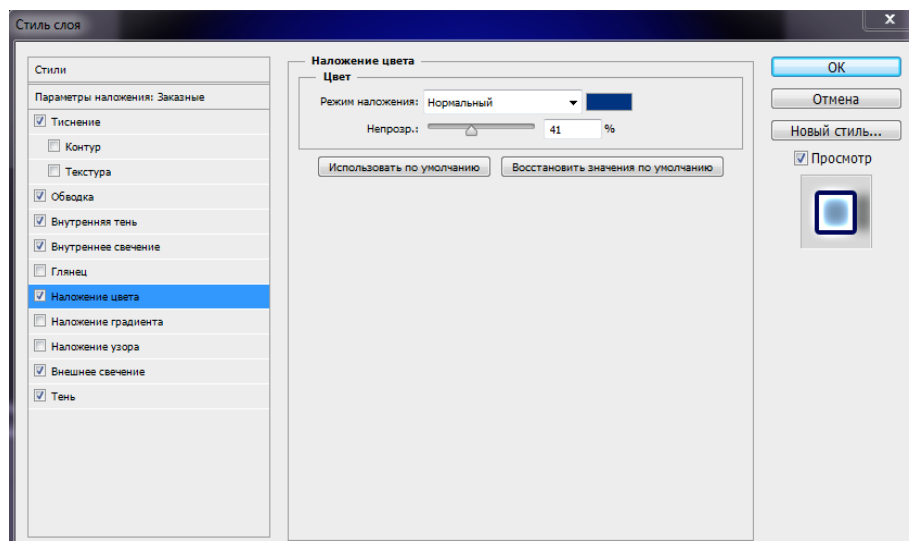 Стиль слоя
x
Стили
Параметры наложения: Заказные
Тиснение
Контур
Текстура
Обводка
Внутренняя тень
Внутреннее свечение
Глянец
Наложение цвета
Наложение градиента
Наложение узора
Внешнее свечение
Тень
Наложение цвета
Цвет
Режим наложения: Нормальный
Непрозр.: 41 %
Использовать по умолчанию Восстановить значения по умолчанию
ОК
Отмена
Новый стиль...
Просмотр